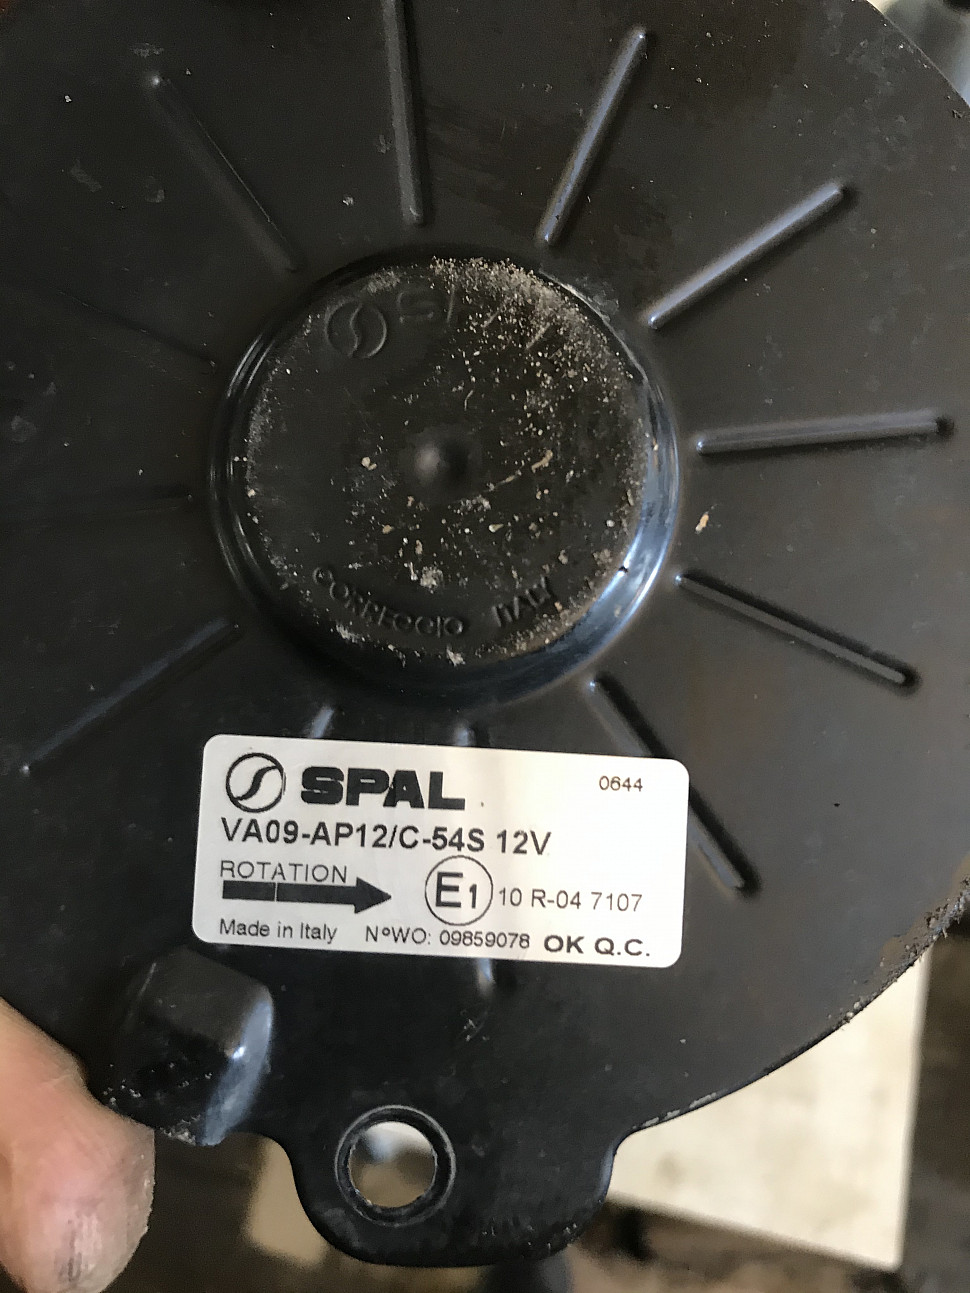 SPAL
CORREGGIO ITALY
SPAL
0644
VA09-AP12/C-54S 12V
ROTATION
E1 10 R-04 7107
Made in Italy N°WO: 09859078 OK Q.C.